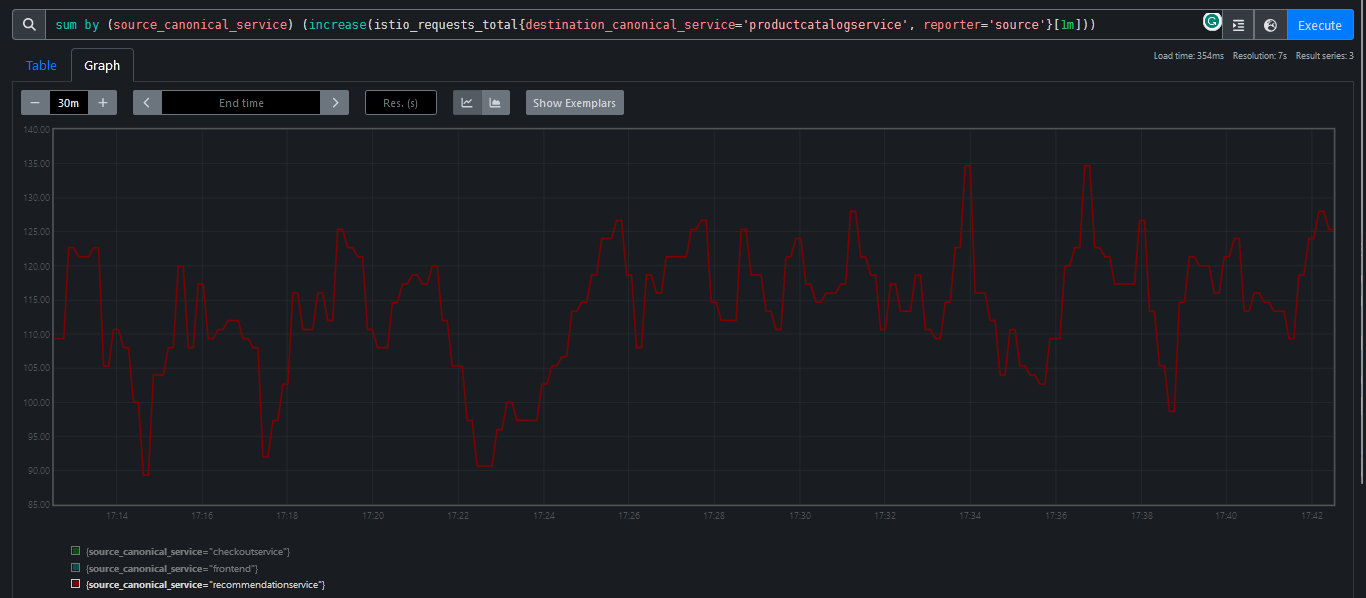 sum by (source_canonical_service) (increase(istio_requests_total{destination_canonical_service='productcatalogservice', reporter='source'}[1m]))
Execute
Table
Graph
Load time: 354ms Resolution: 7s Result series: 3
− 30m +
End time
Res. (s)
Show Exemplars
140.00
135.00
130.00
125.00
120.00
115.00
110.00
105.00
100.00
95.00
90.00
85.00
17:14 17:16 17:18 17:20 17:22 17:24 17:26 17:28 17:30 17:32 17:34 17:36 17:38 17:40 17:42
{source_canonical_service="checkoutservice"}
{source_canonical_service="frontend"}
{source_canonical_service="recommendationservice"}